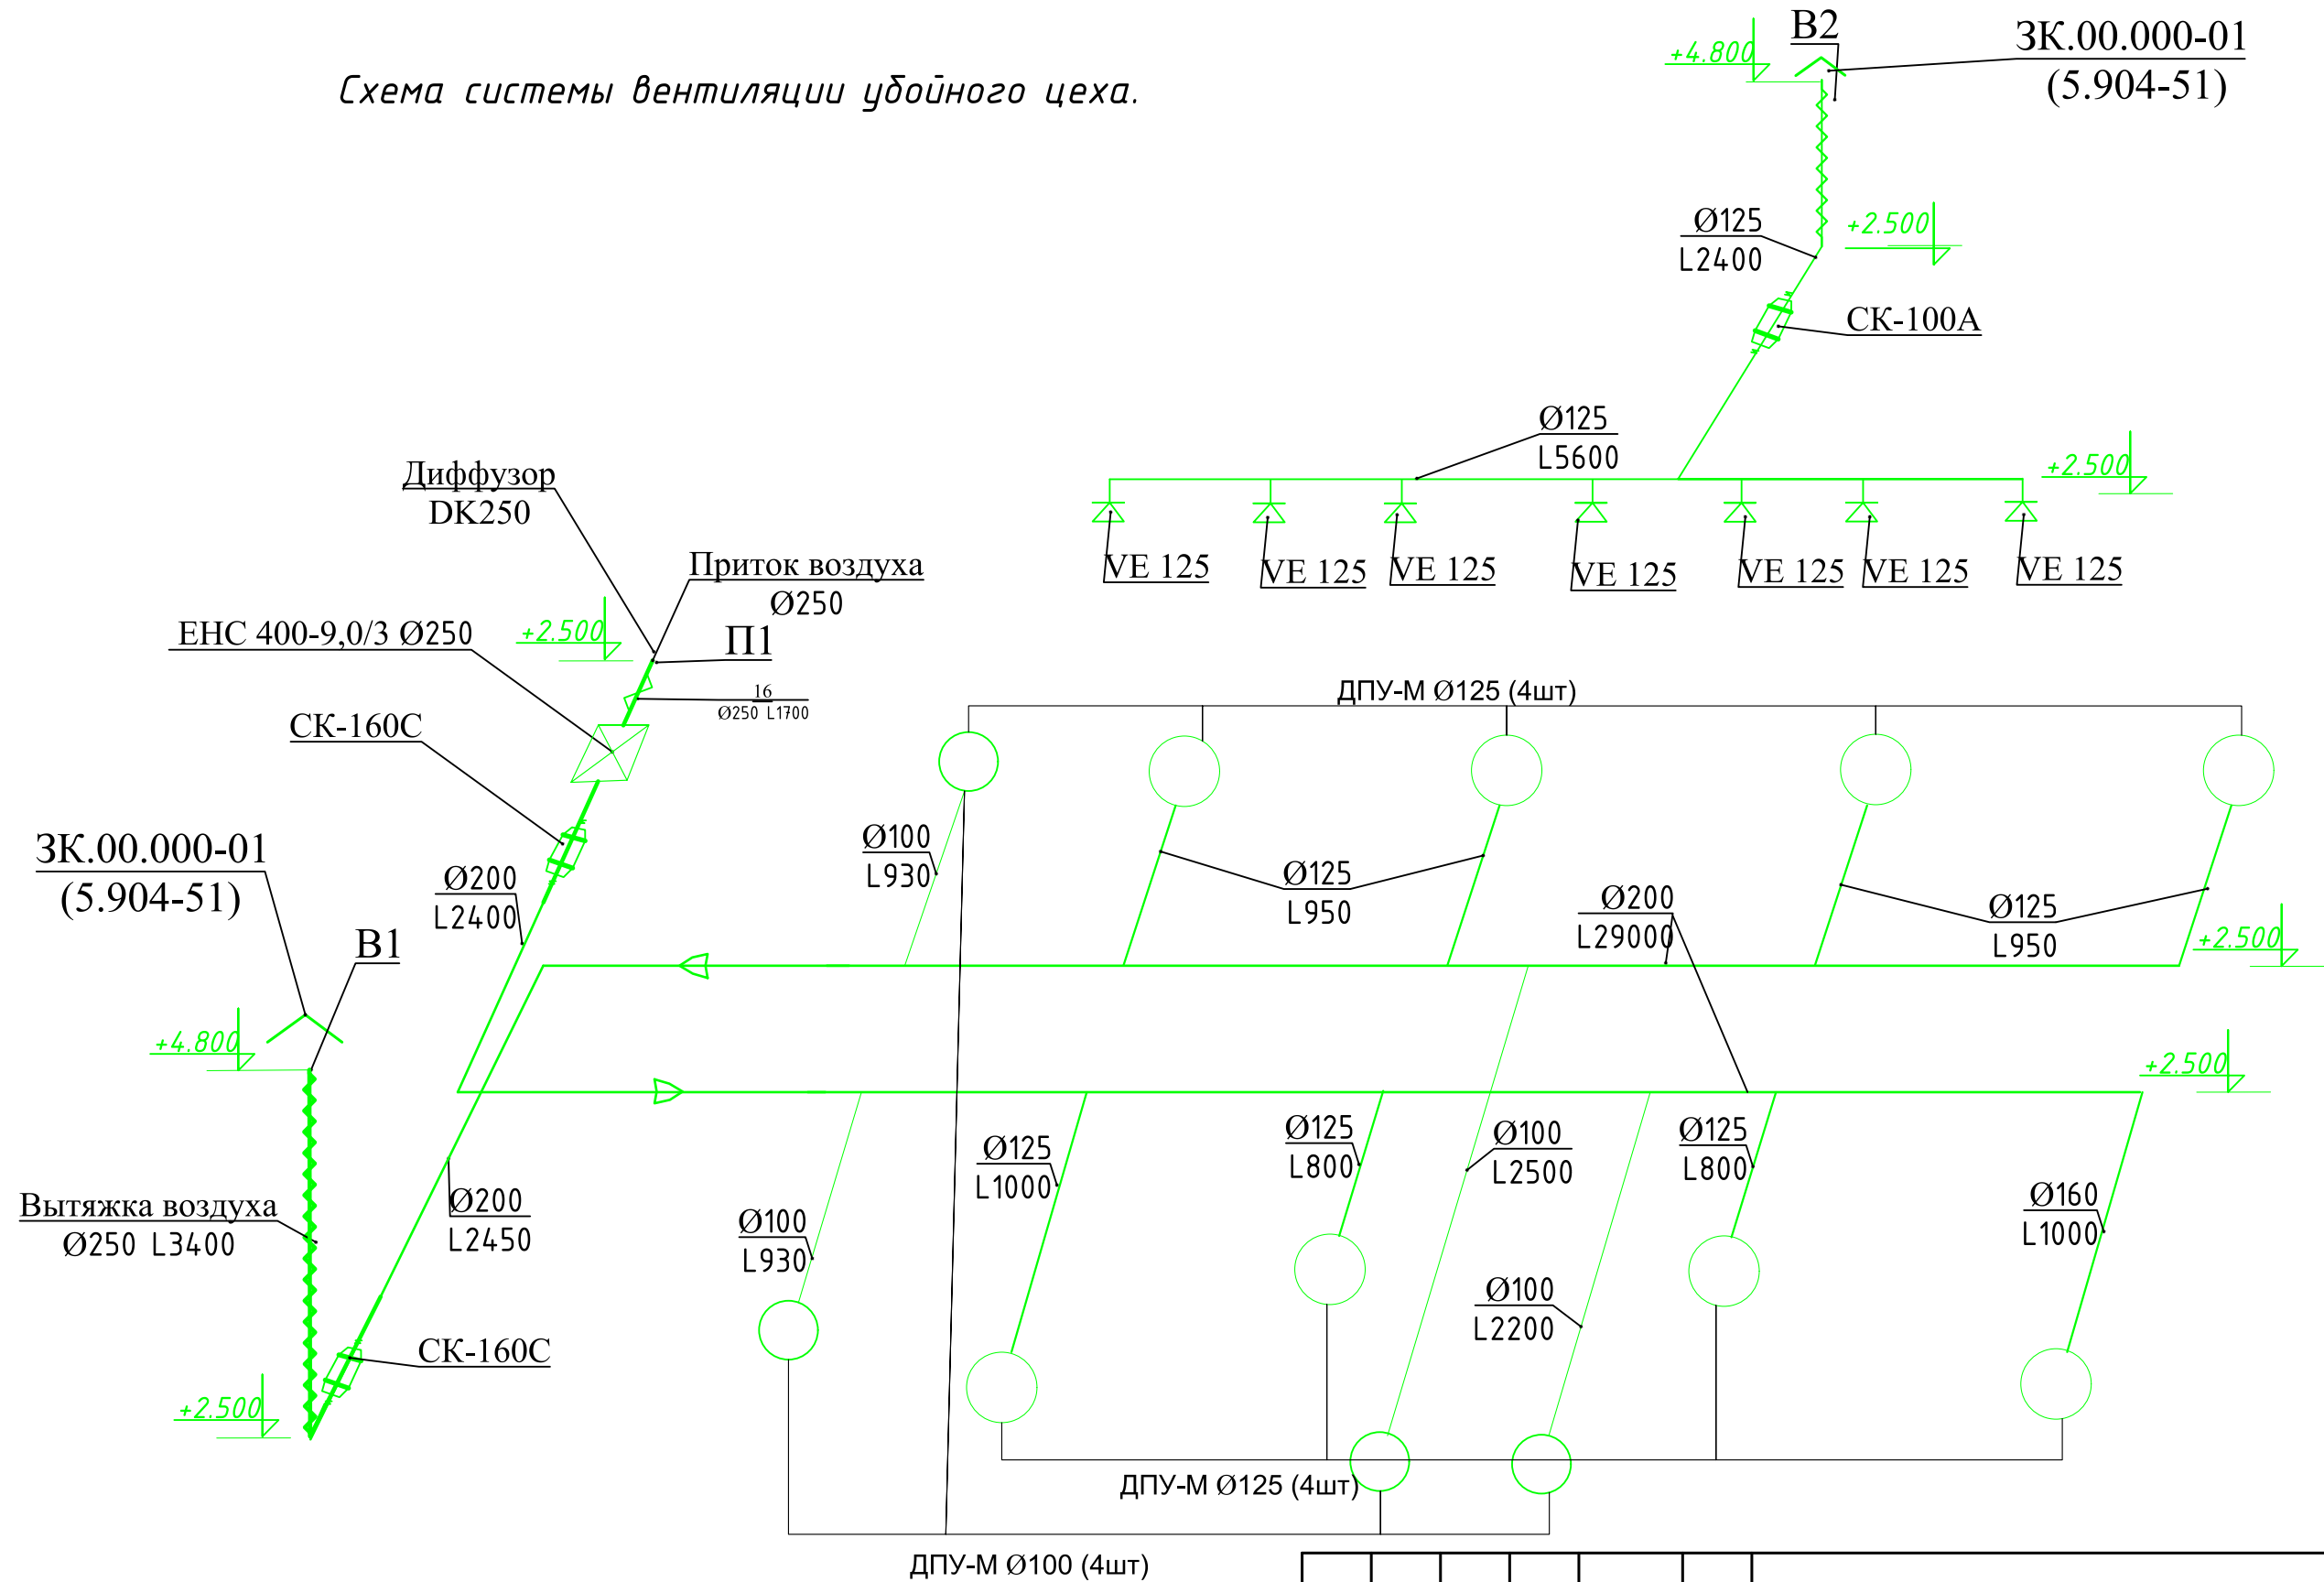 В2
ЗК.00.000-01
(5.904-51)
+4.800
Схема системы вентиляции убойного цеха.
Ø125
L2400
+2.500
СК-100А
Ø125
L5600
+2.500
Диффузор
DK250
VE 125
VE 125
VE 125
VE 125
VE 125
VE 125
VE 125
Приток воздуха
Ø250
ЕНС 400-9,0/3 Ø250
+2.500
П1
16
Ø250 L1700
ДПУ-М Ø125 (4шт)
СК-160С
ЗК.00.000-01
(5.904-51)
Ø100
L930
Ø200
L2400
Ø125
L950
Ø200
L29000
Ø125
L950
+2.500
В1
+4.800
+2.500
Ø125
L1000
Ø125
L800
Ø100
L2500
Ø125
L800
Вытяжка воздуха
Ø250 L3400
Ø200
L2450
Ø100
L930
Ø160
L1000
Ø100
L2200
СК-160С
+2.500
ДПУ-М Ø125 (4шт)
ДПУ-М Ø100 (4шт)